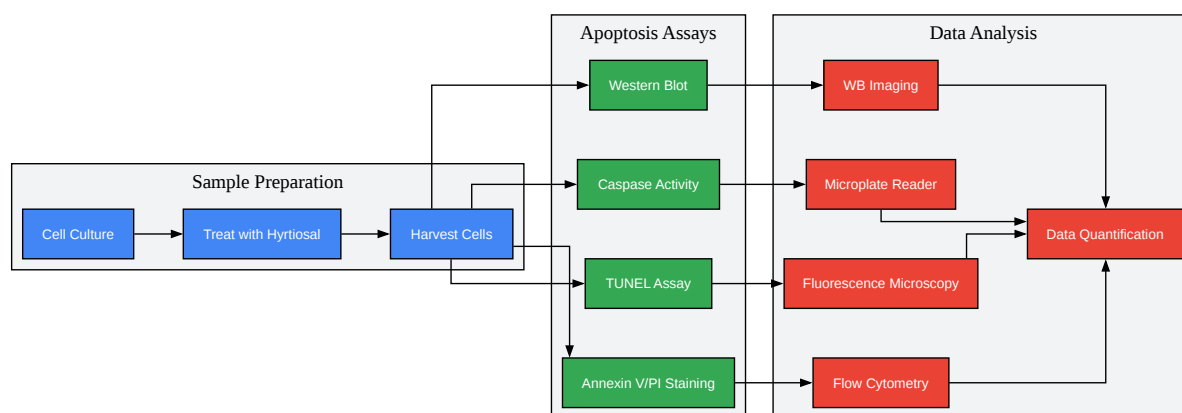 Apoptosis Assays
Data Analysis
Western Blot
WB Imaging
Sample Preparation
Caspase Activity
Microplate Reader
Cell Culture
Treat with Hyrtiosal
Harvest Cells
Data Quantification
TUNEL Assay
Fluorescence Microscopy
Annexin V/PI Staining
Flow Cytometry